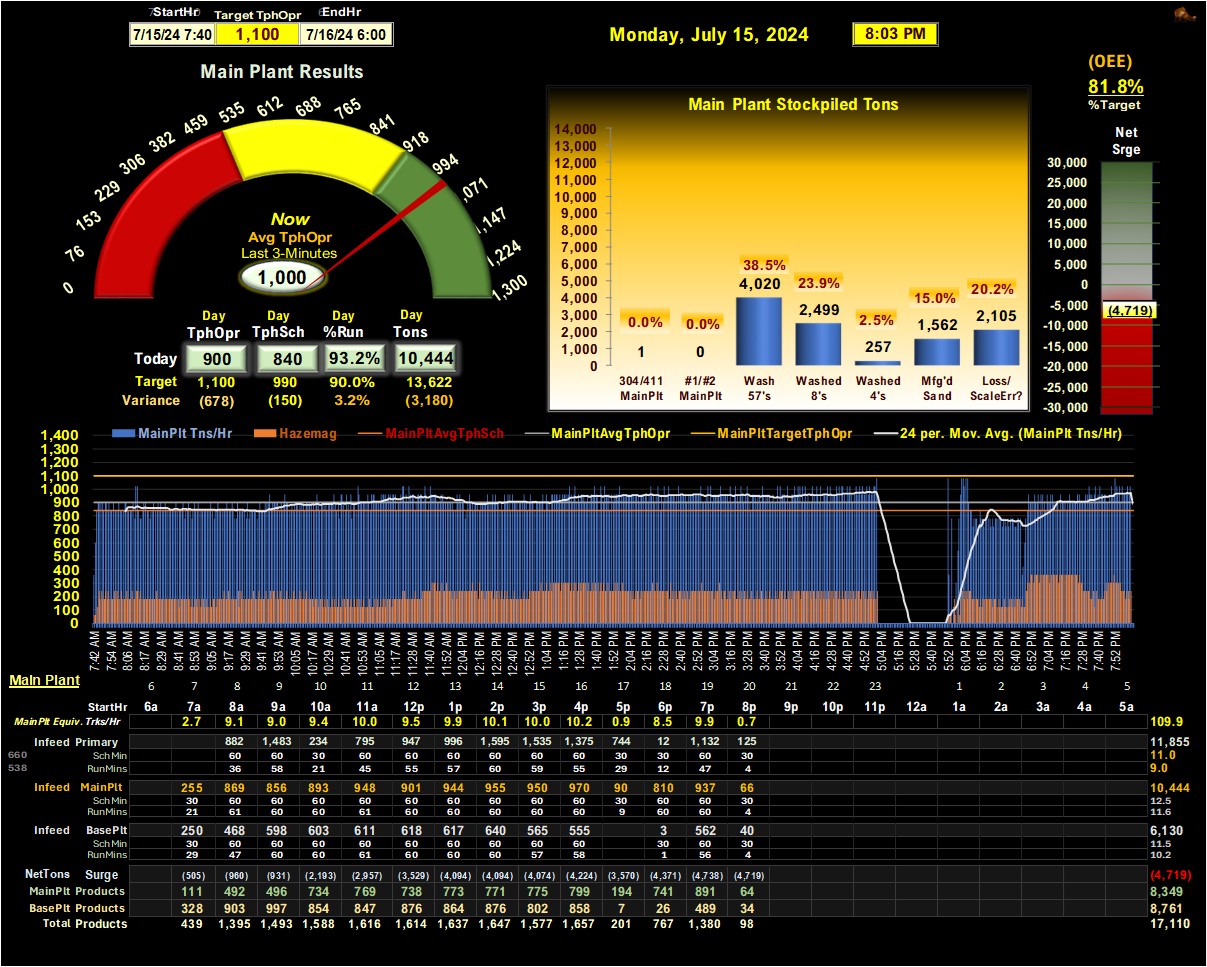 StartHr Target TphOpr EndHr
7/15/24 7:40 1,100 7/16/24 6:00
Monday, July 15, 2024
8:03 PM
(OEE)
81.8%
%Target
Main Plant Results
0 76 153 229 306 382 459 535 612 688 765 841 918 994 ,071 ,147 1,224 1,300
Now
Avg TphOpr
Last 3-Minutes
1,000
Day Day Day Day
TphOpr TphSch %Run Tons
Today 900 840 93.2% 10,444
Target 1,100 990 90.0% 13,622
Variance (678) (150) 3.2% (3,180)
Main Plant Stockpiled Tons
14,000
13,000
12,000
11,000
10,000
9,000
8,000
7,000
6,000
5,000
4,000
3,000
2,000
1,000
0
0.0% 0.0% 38.5% 23.9% 2.5% 15.0% 20.2%
1 0 4,020 2,499 257 1,562 2,105
304/411 #1/#2 Wash Washed Washed Mfg'd Loss/
MainPlt MainPlt 57's 8's 4's Sand ScaleErr?
Net
Srge
30,000
25,000
20,000
15,000
10,000
5,000
0
-5,000
-10,000
-15,000
-20,000
-25,000
-30,000
(4,719)
MainPlt Tns/Hr Hazemag MainPltAvgTphSch MainPltAvgTphOpr MainPltTargetTphOpr 24 per. Mov. Avg. (MainPlt Tns/Hr)
1,400
1,300
1,200
1,100
1,000
900
800
700
600
500
400
300
200
100
0
7:42 AM 7:54 AM 8:06 AM 8:17 AM 8:29 AM 8:41 AM 8:53 AM 9:05 AM 9:17 AM 9:29 AM 9:41 AM 9:53 AM 10:05 AM 10:17 AM 10:29 AM 10:41 AM 10:53 AM 11:05 AM 11:17 AM 11:28 AM 11:40 AM 11:52 AM 12:04 PM 12:16 PM 12:28 PM 12:40 PM 12:52 PM 1:04 PM 1:16 PM 1:28 PM 1:40 PM 1:52 PM 2:04 PM 2:16 PM 2:28 PM 2:40 PM 2:52 PM 3:04 PM 3:16 PM 3:28 PM 3:40 PM 3:52 PM 4:04 PM 4:16 PM 4:28 PM 4:40 PM 4:52 PM 5:04 PM 5:16 PM 5:28 PM 5:40 PM 5:52 PM 6:04 PM 6:16 PM 6:28 PM 6:40 PM 6:52 PM 7:04 PM 7:16 PM 7:28 PM 7:40 PM 7:52 PM
Main Plant 6 7 8 9 10 11 12 13 14 15 16 17 18 19 20 21 22 23 1 2 3 4 5
StartHr 6a 7a 8a 9a 10a 11a 12p 1p 2p 3p 4p 5p 6p 7p 8p 9p 10p 11p 12a 1a 2a 3a 4a 5a
MainPlt Equiv. Trks/Hr 2.7 9.1 9.0 9.4 10.0 9.5 9.9 10.1 10.0 10.2 0.9 8.5 9.9 0.7 109.9
Infeed Primary 882 1,483 234 795 947 996 1,595 1,535 1,375 744 12 1,132 125 11,855
660 Sch Min 60 60 30 60 60 60 60 60 60 30 30 60 30 11.0
538 RunMins 36 58 21 45 55 57 60 59 55 29 12 47 4 9.0
Infeed MainPlt 255 869 856 893 948 901 944 955 950 970 90 810 937 66 10,444
Sch Min 30 60 60 60 60 60 60 60 60 60 30 60 60 30 12.5
RunMins 21 61 60 60 61 60 60 60 60 60 9 60 60 4 11.6
Infeed BasePlt 250 468 598 603 611 618 617 640 565 555 3 562 40 6,130
Sch Min 30 60 60 60 60 60 60 60 60 60 30 60 30 11.5
RunMins 29 47 60 60 61 60 60 60 57 58 1 56 4 10.2
NetTons Surge (505) (960) (931) (2,193) (2,957) (3,529) (4,094) (4,094) (4,074) (4,224) (3,570) (4,371) (4,738) (4,719) (4,719)
MainPlt Products 111 492 496 734 769 738 773 771 775 799 194 741 891 64 8,349
BasePlt Products 328 903 997 854 847 876 864 876 802 858 7 26 489 34 8,761
Total Products 439 1,395 1,493 1,588 1,616 1,614 1,637 1,647 1,577 1,657 201 767 1,380 98 17,110